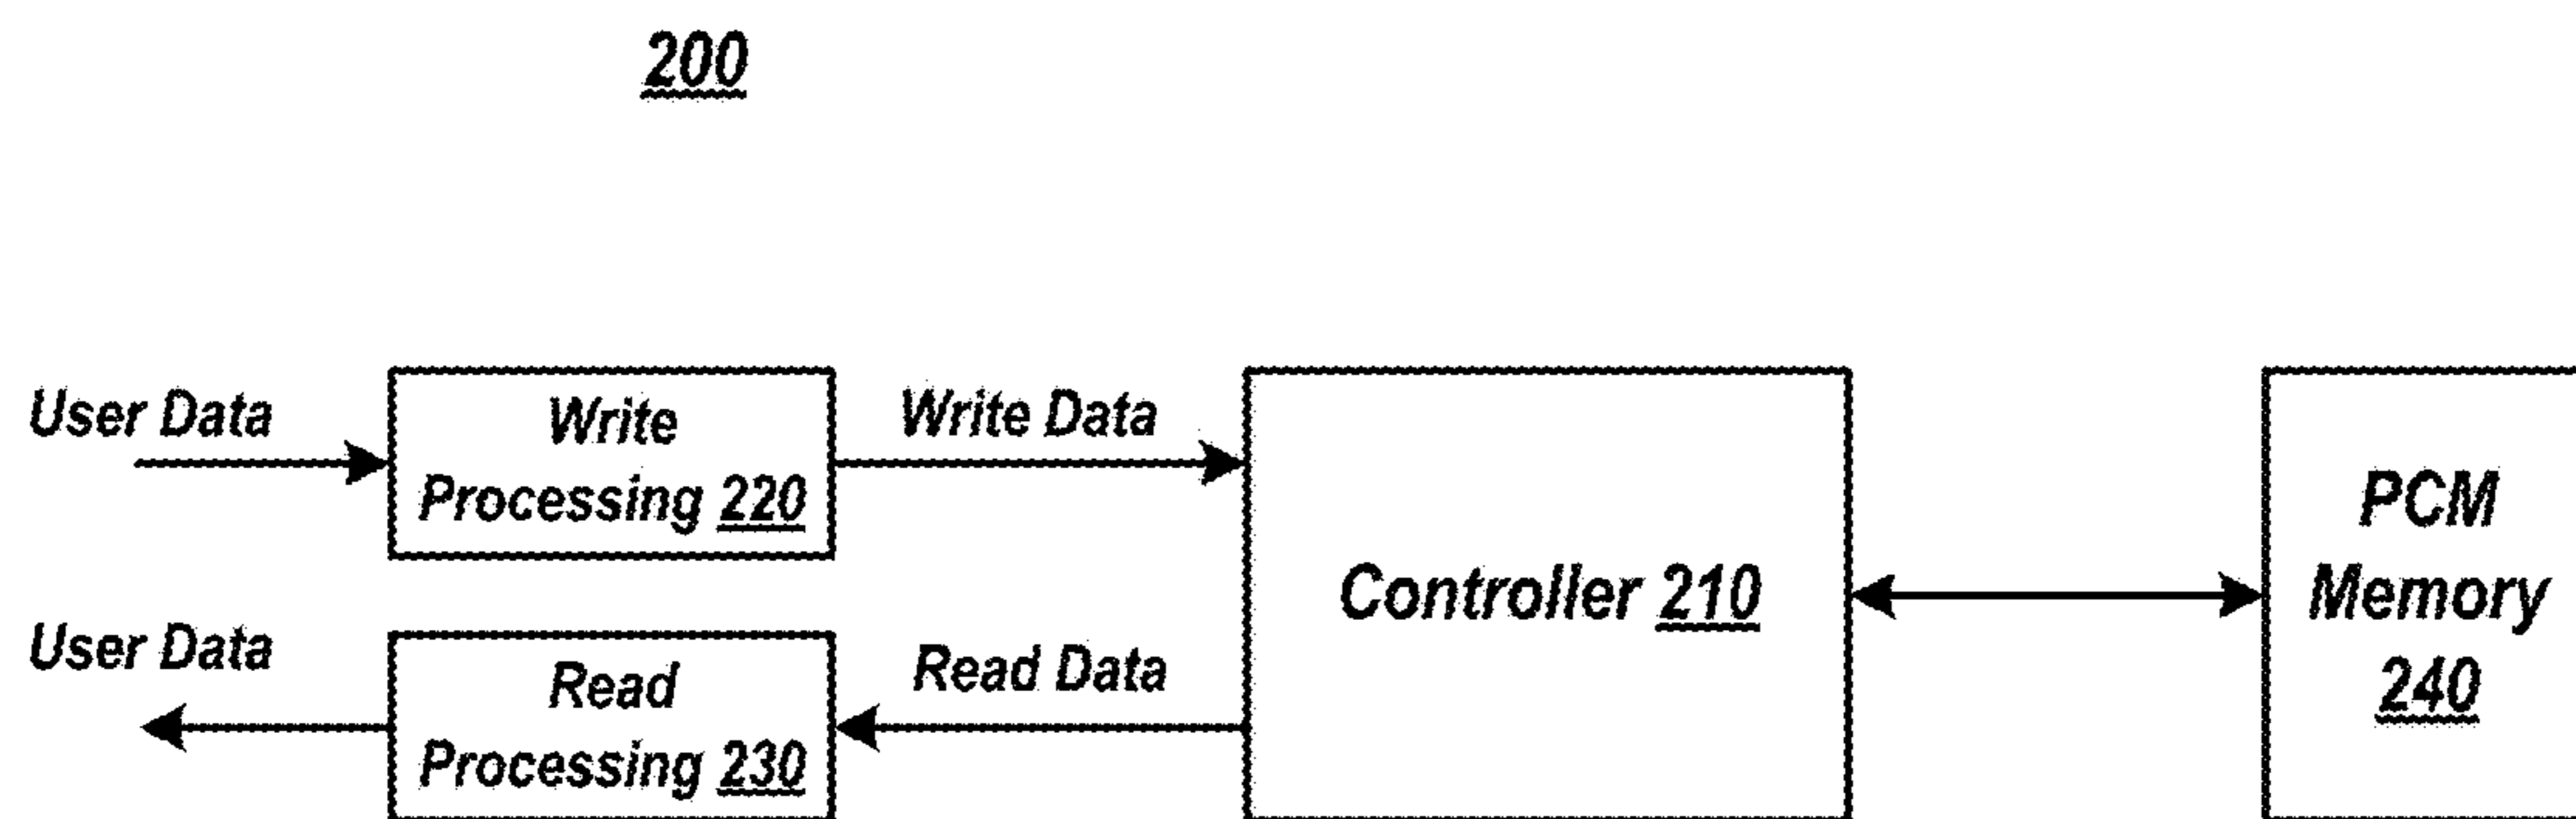 200
User Data
Write
Processing 220
Write Data
Controller 210
PCM
Memory
240
User Data
Read
Processing 230
Read Data